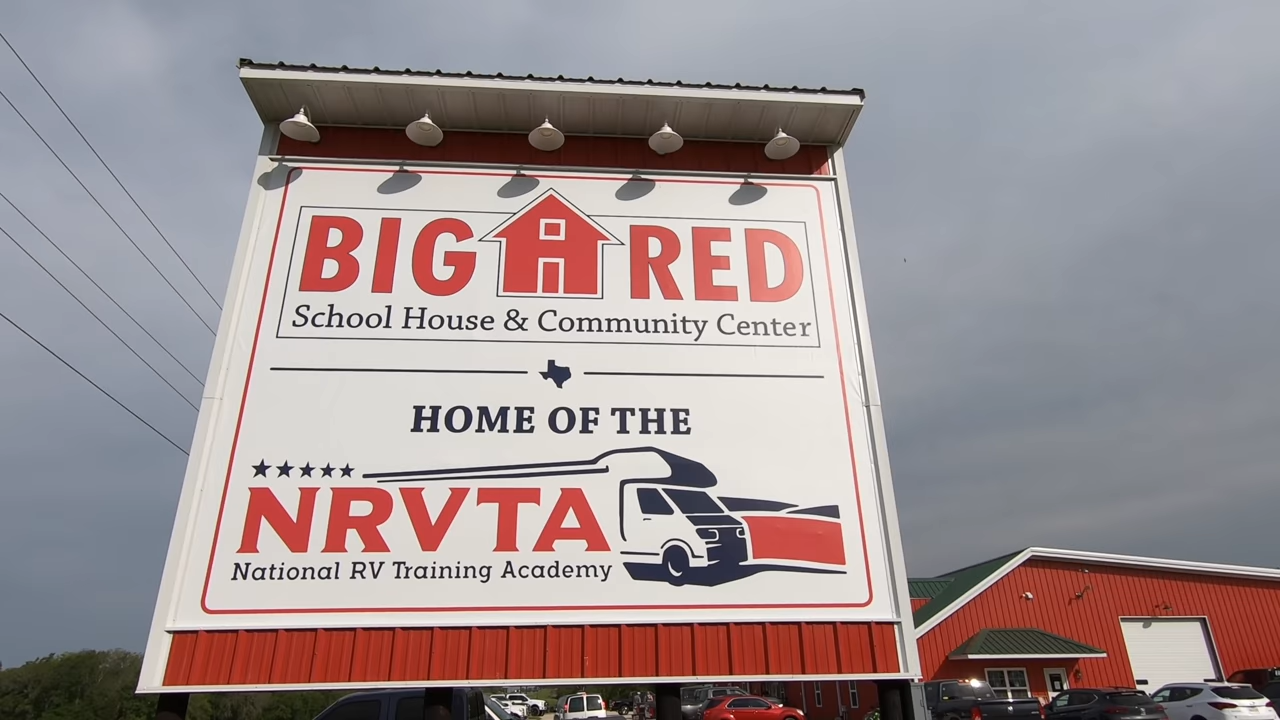 BIG RED
School House & Community Center
HOME OF THE
NRVTA
National RV Training Academy